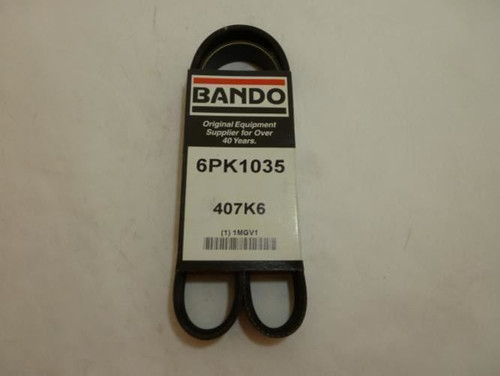 BANDO
Original Equipment
Supplier for Over
40 Years.
6PK1035
407K6
(1) 1MGV1